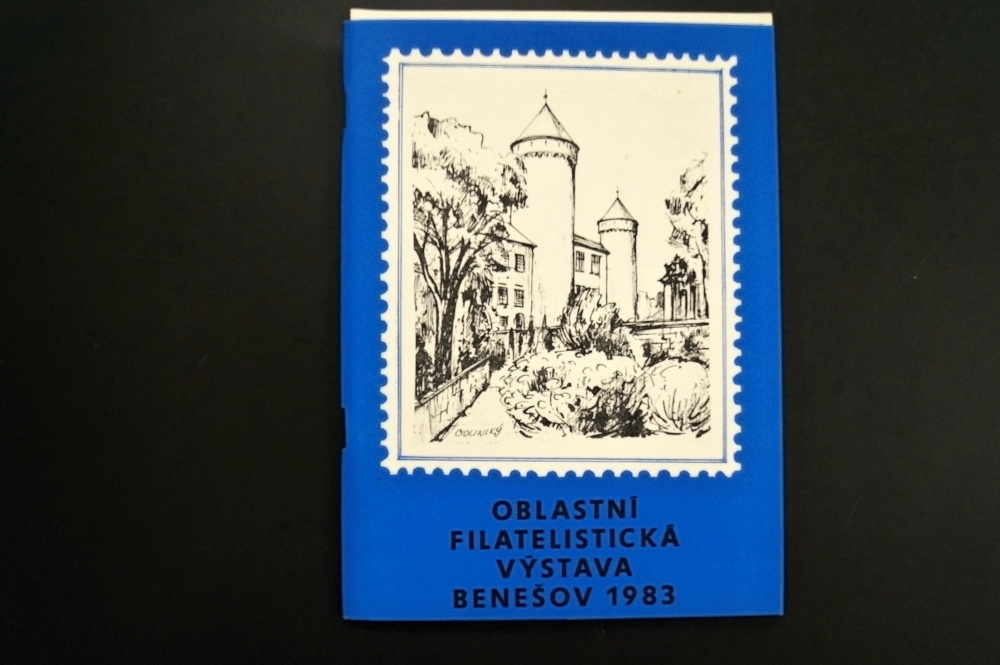 OBLASTNÍ
FILATELISTICKÁ
VÝSTAVA
BENEŠOV 1983